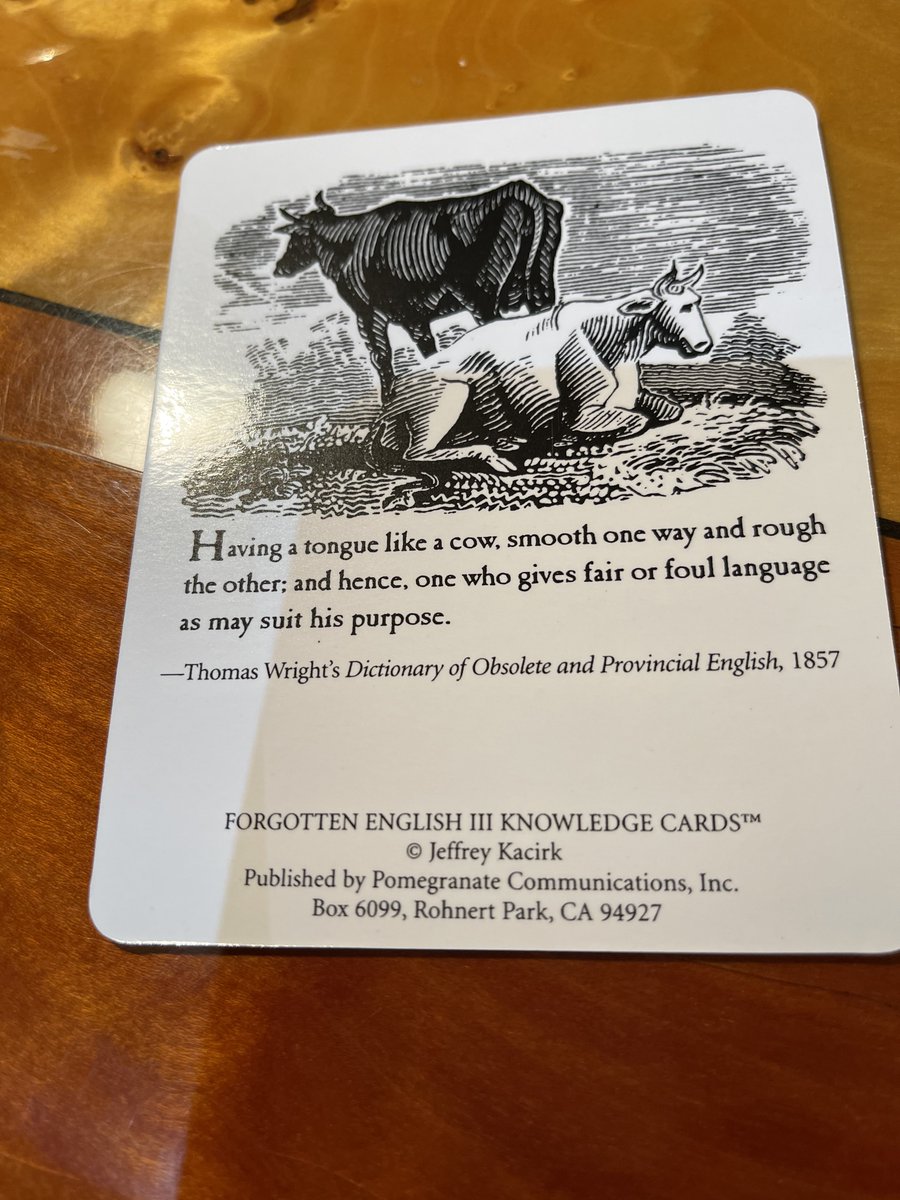 Having a tongue like a cow, smooth one way and rough
the other; and hence, one who gives fair or foul language
as may suit his purpose.
—Thomas Wright's Dictionary of Obsolete and Provincial English, 1857
FORGOTTEN ENGLISH III KNOWLEDGE CARDS™
© Jeffrey Kacirk
Published by Pomegranate Communications, Inc.
Box 6099, Rohnert Park, CA 94927